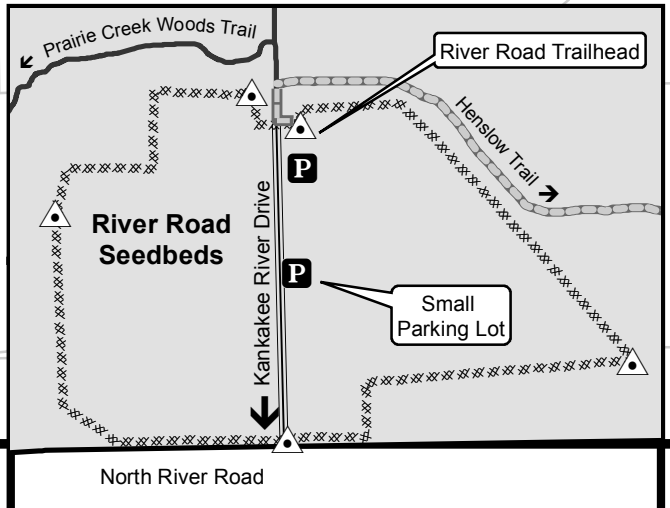 Prairie Creek Woods Trail
River Road Trailhead
Henslow Trail
P
River Road
Seedbeds
Kankakee River Drive
P
Small
Parking Lot
North River Road